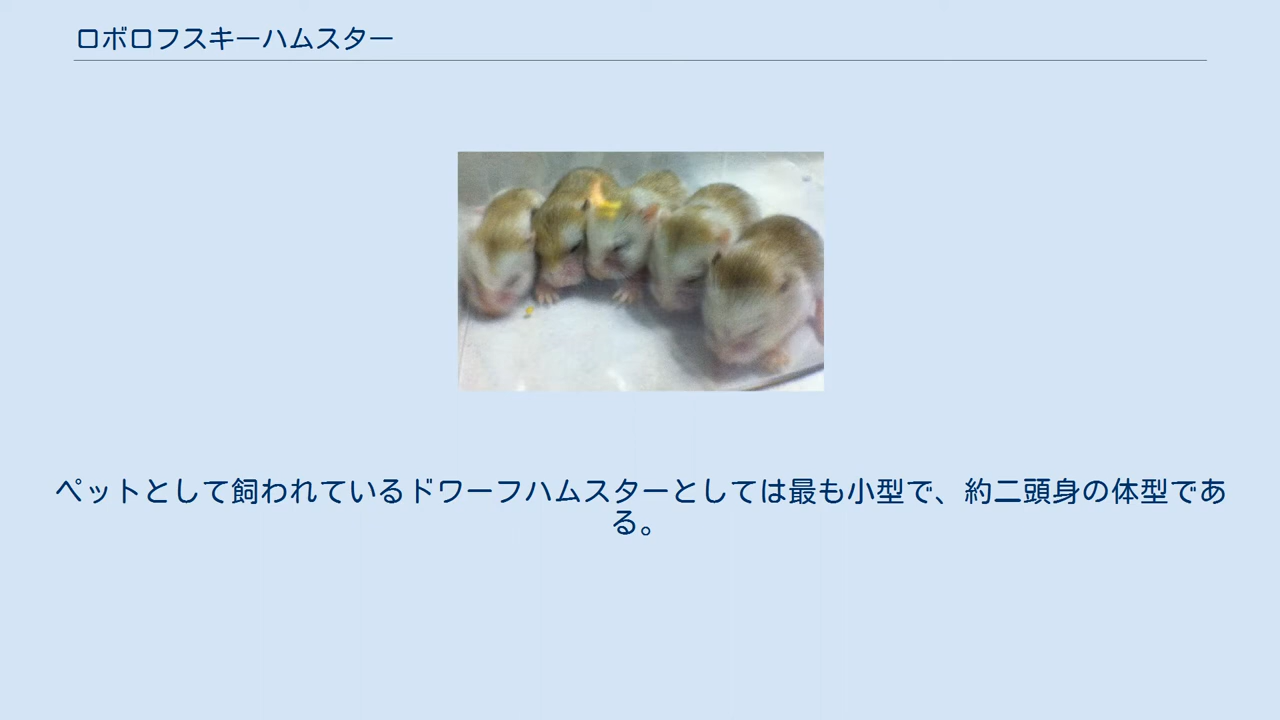 ロボロフスキーハムスター
ペットとして飼われているドワーフハムスターとしては最も小型で、約二頭身の体型であ
る。